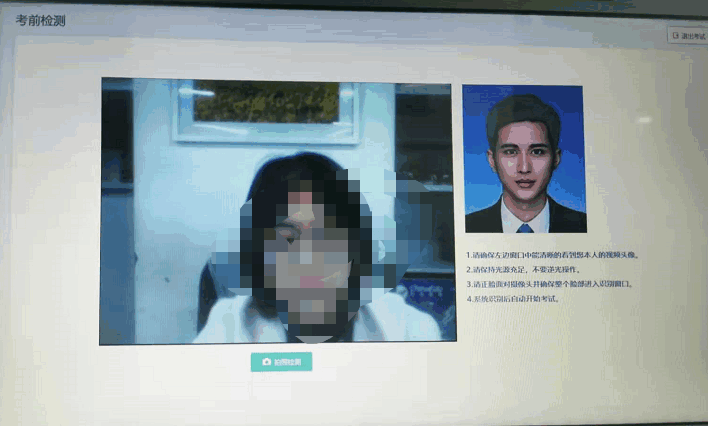 考前检测
退出考试
1.请确保左边窗口中能清晰的看到您本人的视频头像。
2.请保持光源充足，不要逆光操作。
3.请正脸面对摄像头并确保整个脸部进入识别窗口。
4.系统识别后自动开始考试。
拍照检测